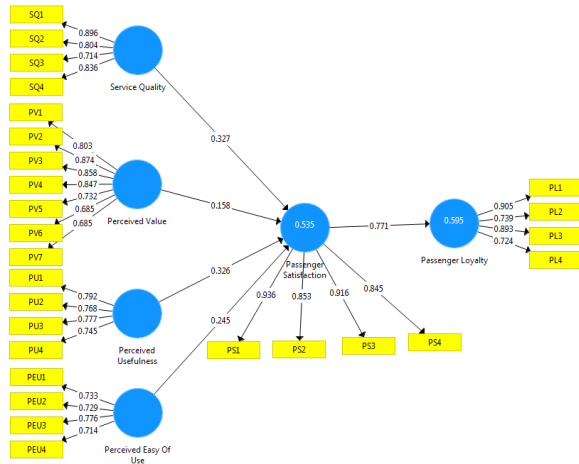 SQ1
SQ2
SQ3
SQ4
0.896
0.804
0.714
0.836
Service Quality
PV1
PV2
PV3
PV4
PV5
PV6
PV7
0.803
0.874
0.858
0.847
0.732
0.685
0.685
Perceived Value
PU1
PU2
PU3
PU4
0.792
0.768
0.777
0.745
Perceived
Usefulness
PEU1
PEU2
PEU3
PEU4
0.733
0.729
0.776
0.714
Perceived Easy Of
Use
0.327
0.158
0.326
0.245
0.535
Passenger
Satisfaction
0.936
0.853
0.916
0.845
PS1
PS2
PS3
PS4
0.771
0.595
Passenger Loyalty
0.905
0.739
0.893
0.724
PL1
PL2
PL3
PL4